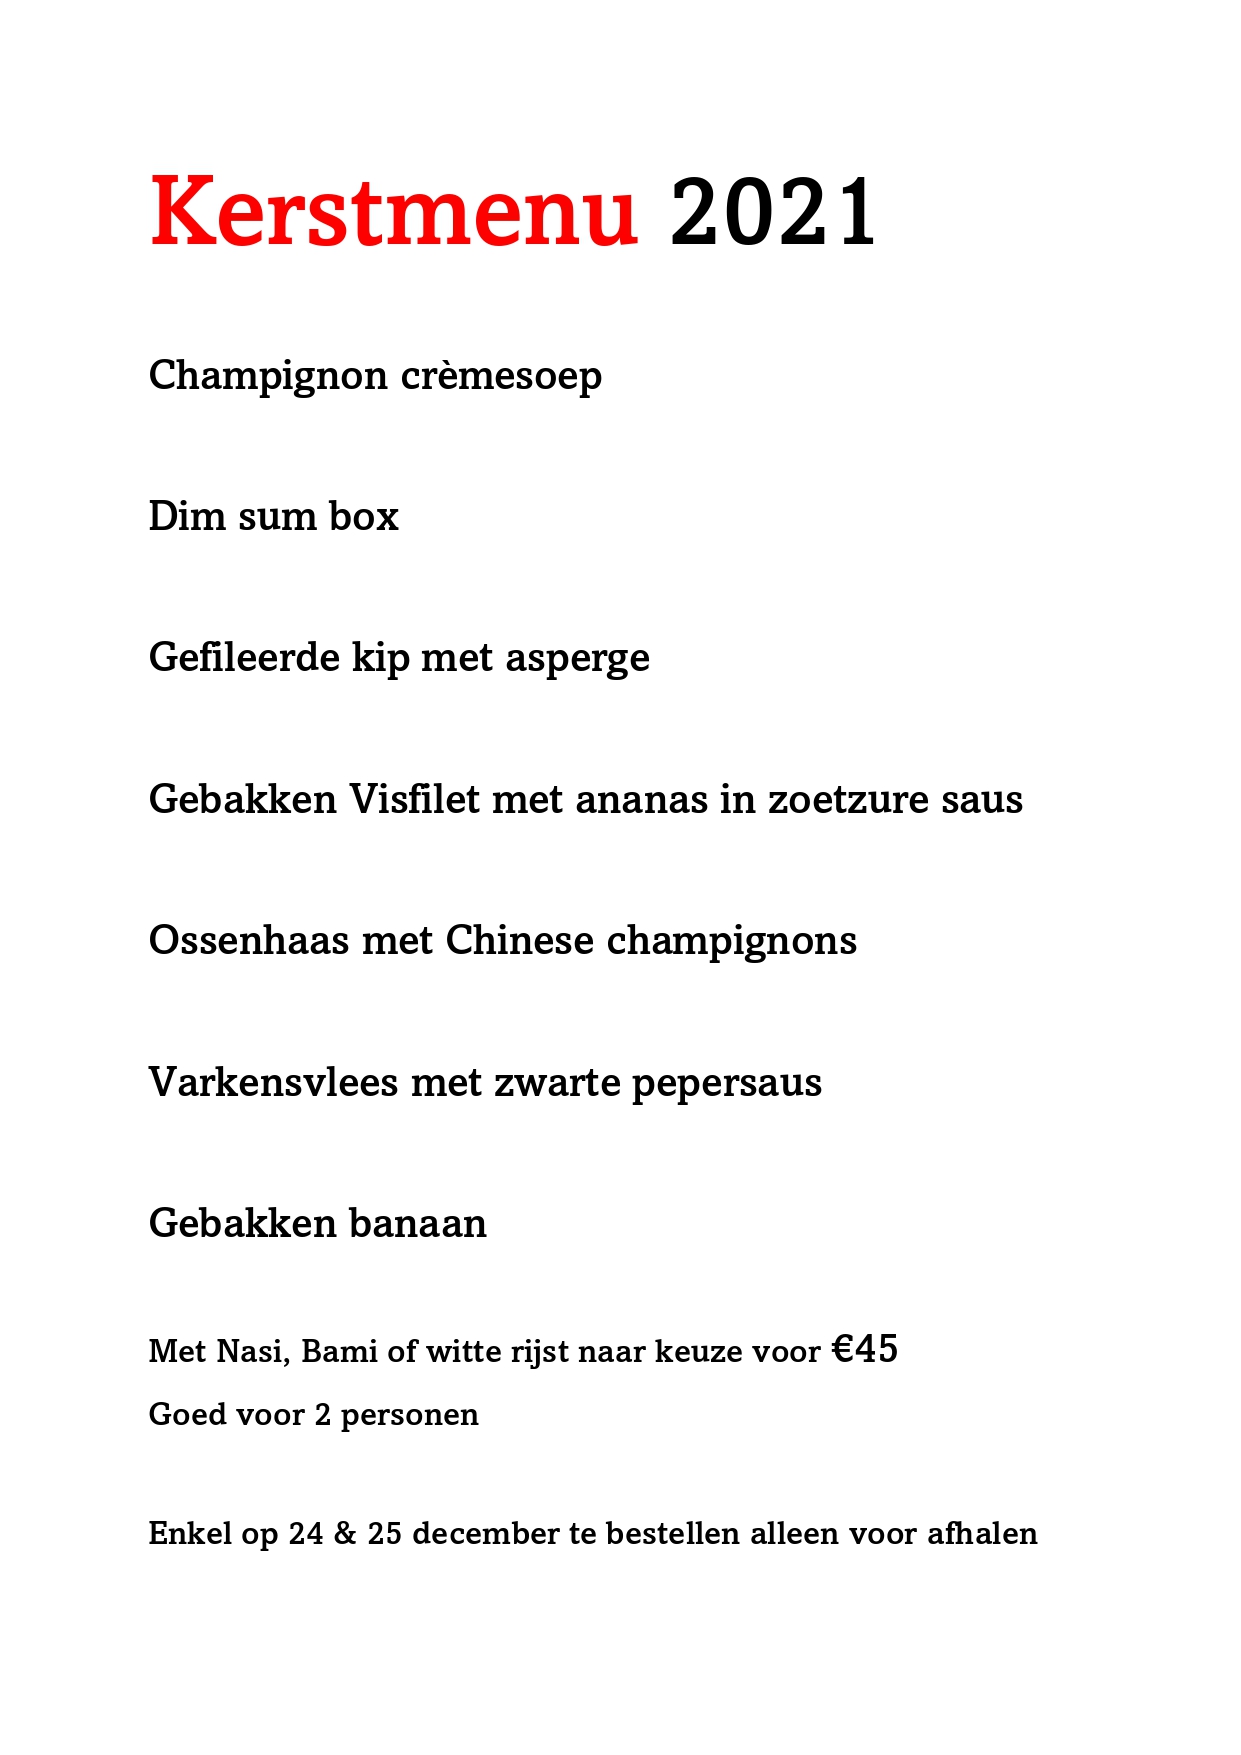 Kerstmenu 2021
Champignon crèmesoep
Dim sum box
Gefileerde kip met asperge
Gebakken Visfilet met ananas in zoetzure saus
Ossenhaas met Chinese champignons
Varkensvlees met zwarte pepersaus
Gebakken banaan
Met Nasi, Bami of witte rijst naar keuze voor €45
Goed voor 2 personen
Enkel op 24 & 25 december te bestellen alleen voor afhalen